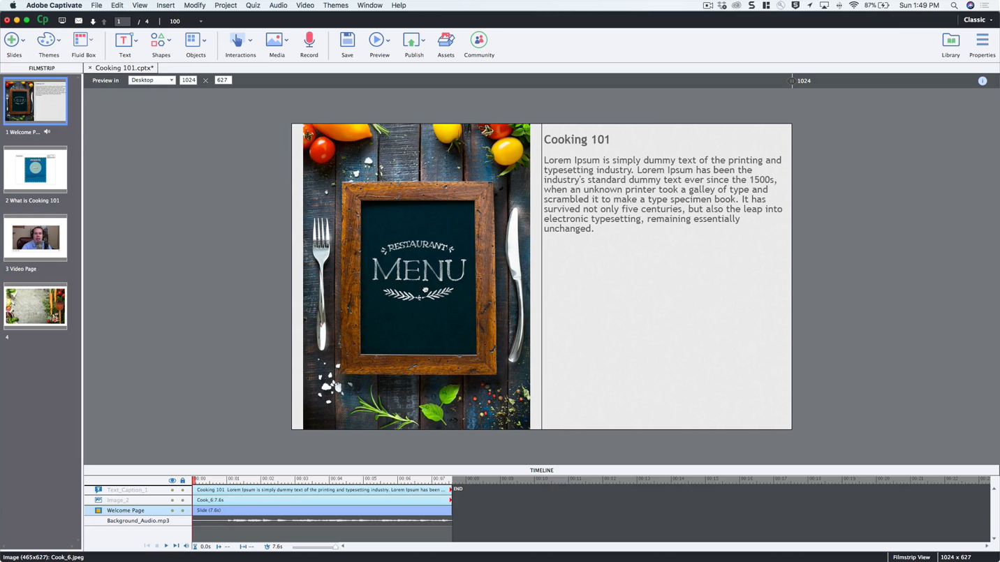 Adobe Captivate File Edit View Insert Modify Project Quiz Audio Video Themes Window Help 87% Sun 1:49 PM
Cp 1 / 4 100 Classic
Slides Themes Fluid Box Text Shapes Objects Interactions Media Record Save Preview Publish Assets Community Library Properties
FILMSTRIP × Cooking 101.cptx*
Preview in Desktop 1024 × 627 1024
1 Welcome P...
2 What is Cooking 101
3 Video Page
4
RESTAURANT
MENU
Cooking 101
Lorem Ipsum is simply dummy text of the printing and
typesetting industry. Lorem Ipsum has been the
industry's standard dummy text ever since the 1500s,
when an unknown printer took a galley of type and
scrambled it to make a type specimen book. It has
survived not only five centuries, but also the leap into
electronic typesetting, remaining essentially
unchanged.
TIMELINE
00:00 00:01 00:02 00:03 00:04 00:05 00:06 00:07 00:08 00:09 00:10 00:11 00:12 00:13 00:14 00:15 00:16 00:17 00:18 00:19 00:20 00:21
Text_Caption_1 Cooking 101 Lorem Ipsum is simply dummy text of the printing and typesetting industry. Lorem Ipsum has been ... END
Image_2 Cook_6:7.6s
Welcome Page Slide (7.6s)
Background_Audio.mp3
0.0s -- -- 7.6s
Image (465x627): Cook_6.jpeg Filmstrip View 1024 x 627